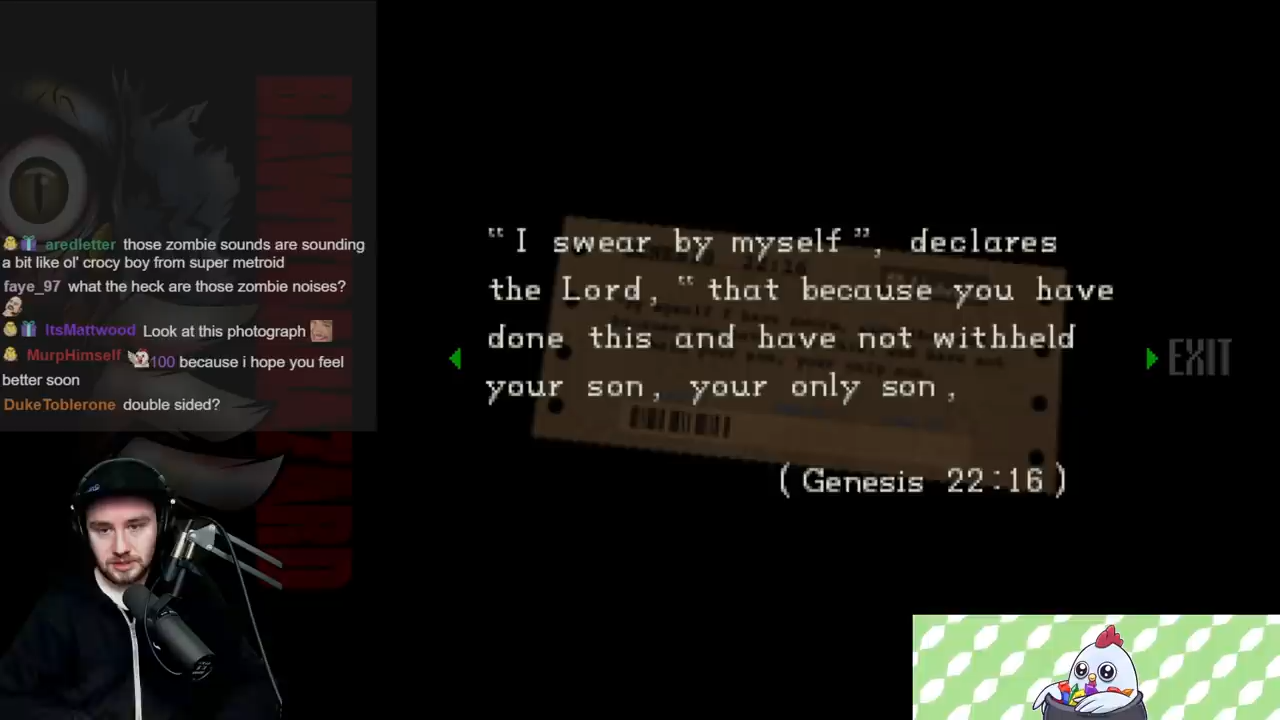 aredletter those zombie sounds are sounding
a bit like ol' crocy boy from super metroid
faye_97 what the heck are those zombie noises?
ItsMattwood Look at this photograph
MurpHimself 100 because i hope you feel
better soon
DukeToblerone double sided?
“I swear by myself”, declares
the Lord, “that because you have
done this and have not withheld
your son, your only son,
(Genesis 22:16)
EXIT